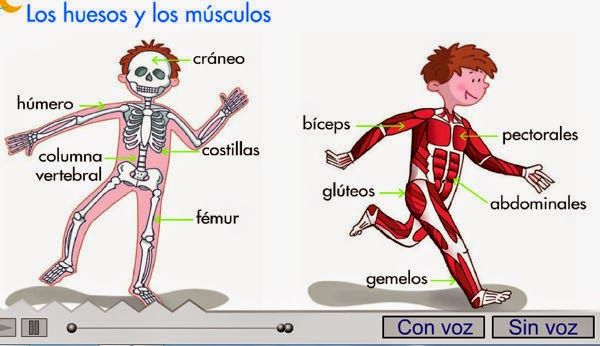 Los huesos y los músculos
cráneo
húmero
columna
vertebral
costillas
fémur
bíceps
pectorales
glúteos
abdominales
gemelos
Con voz
Sin voz